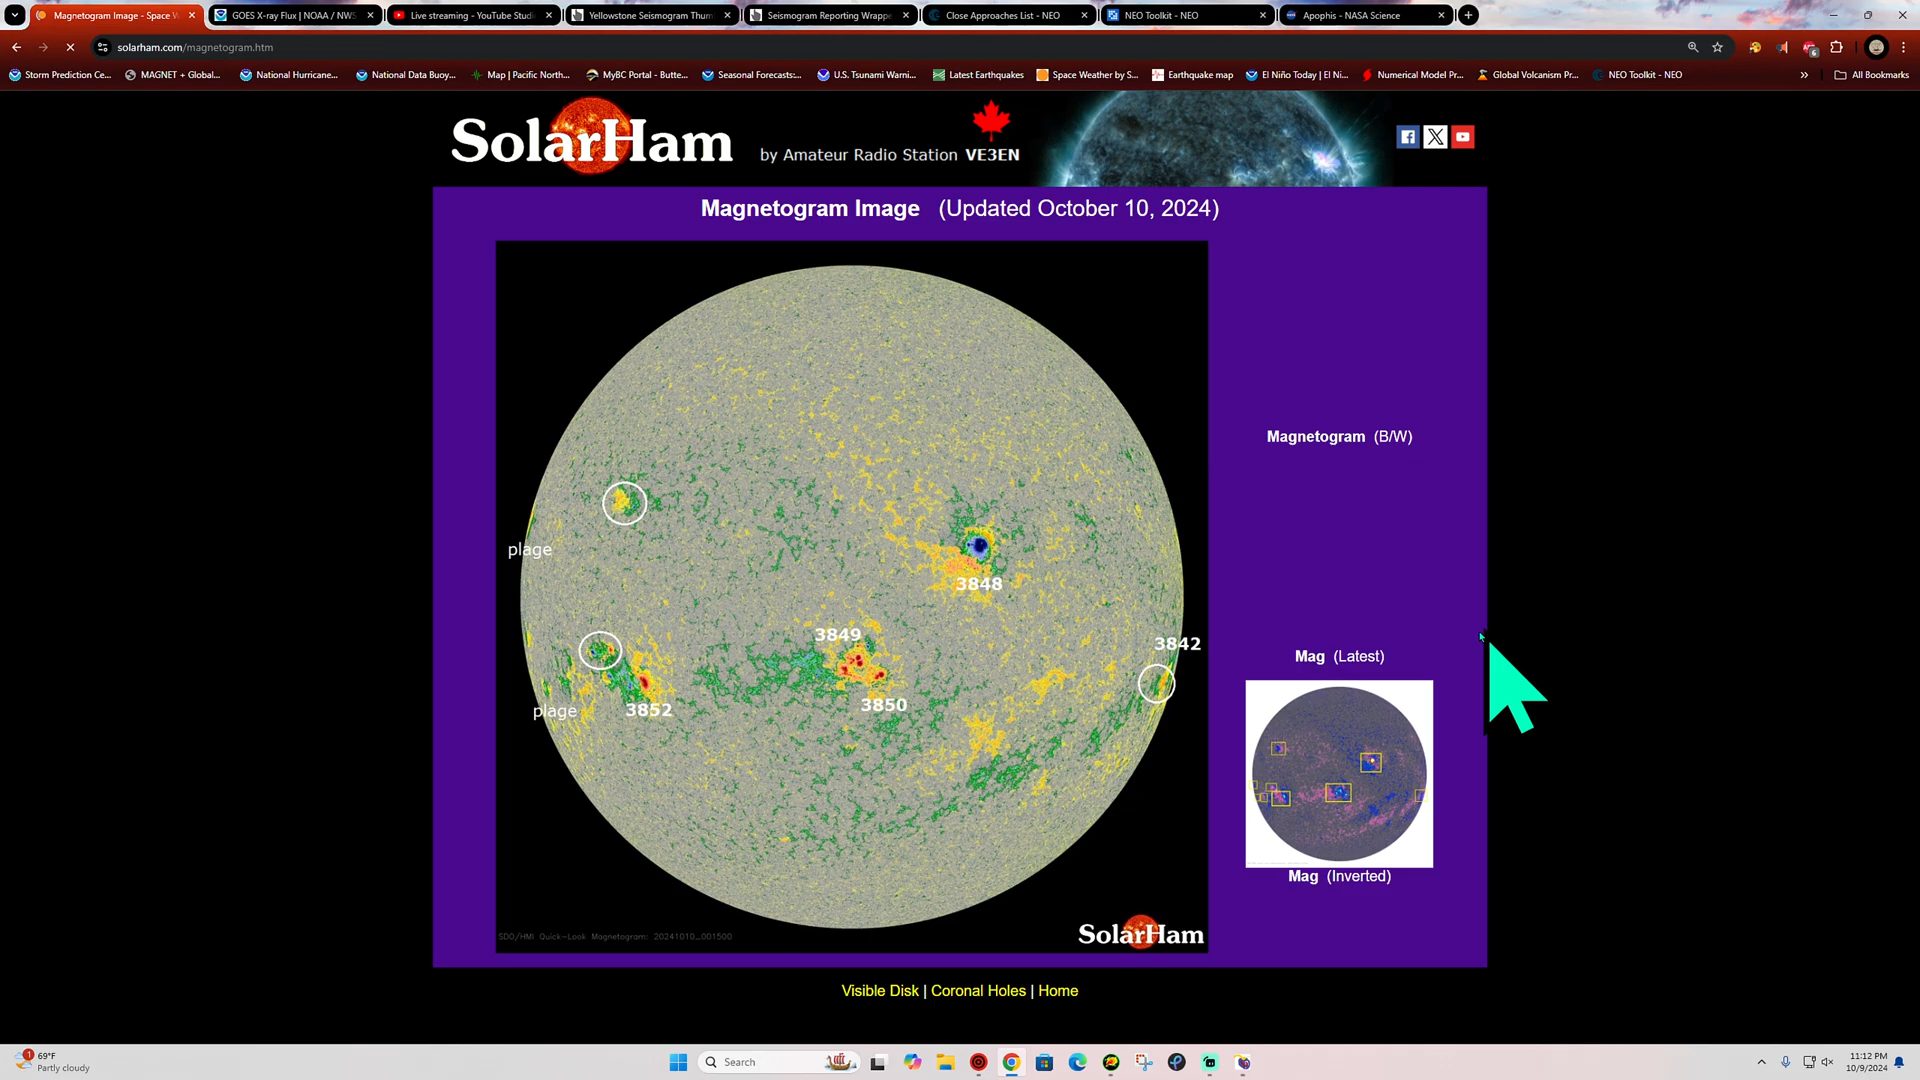 Magnetogram Image - Space W
GOES X-ray Flux | NOAA / NWS
Live streaming - YouTube Studi
Yellowstone Seismogram Thum
Seismogram Reporting Wrappe
Close Approaches List - NEO
NEO Toolkit - NEO
Apophis - NASA Science
solarham.com/magnetogram.htm
6
Storm Prediction Ce...
MAGNET + Global...
National Hurricane...
National Data Buoy...
Map | Pacific North...
MyBC Portal - Butte...
Seasonal Forecasts:...
U.S. Tsunami Warni...
Latest Earthquakes
Space Weather by S...
Earthquake map
El Niño Today | El Ni...
Numerical Model Pr...
Global Volcanism Pr...
NEO Toolkit - NEO
»
All Bookmarks
SolarHam
by Amateur Radio Station VE3EN
Magnetogram Image (Updated October 10, 2024)
Magnetogram (B/W)
plage
3848
3849
3842
Mag (Latest)
3850
3852
plage
Mag (Inverted)
SDO/HMI Quick-Look Magnetogram: 20241010_001500
SolarHam
Visible Disk | Coronal Holes | Home
1
69°F
Partly cloudy
Search
11:12 PM
10/9/2024